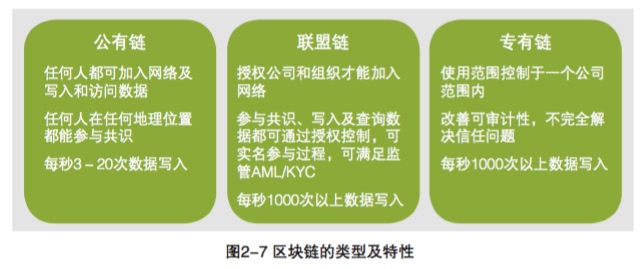 公有链
任何人都可加入网络及
写入和访问数据
任何人在任何地理位置
都能参与共识
每秒3-20次数据写入
联盟链
授权公司和组织才能加入
网络
参与共识、写入及查询数
据都可通过授权控制，可
实名参与过程，可满足监
管AML/KYC
每秒1000次以上数据写入
专有链
使用范围控制于一个公司
范围内
改善可审计性，不完全解
决信任问题
每秒1000次以上数据写入
图2-7 区块链的类型及特性